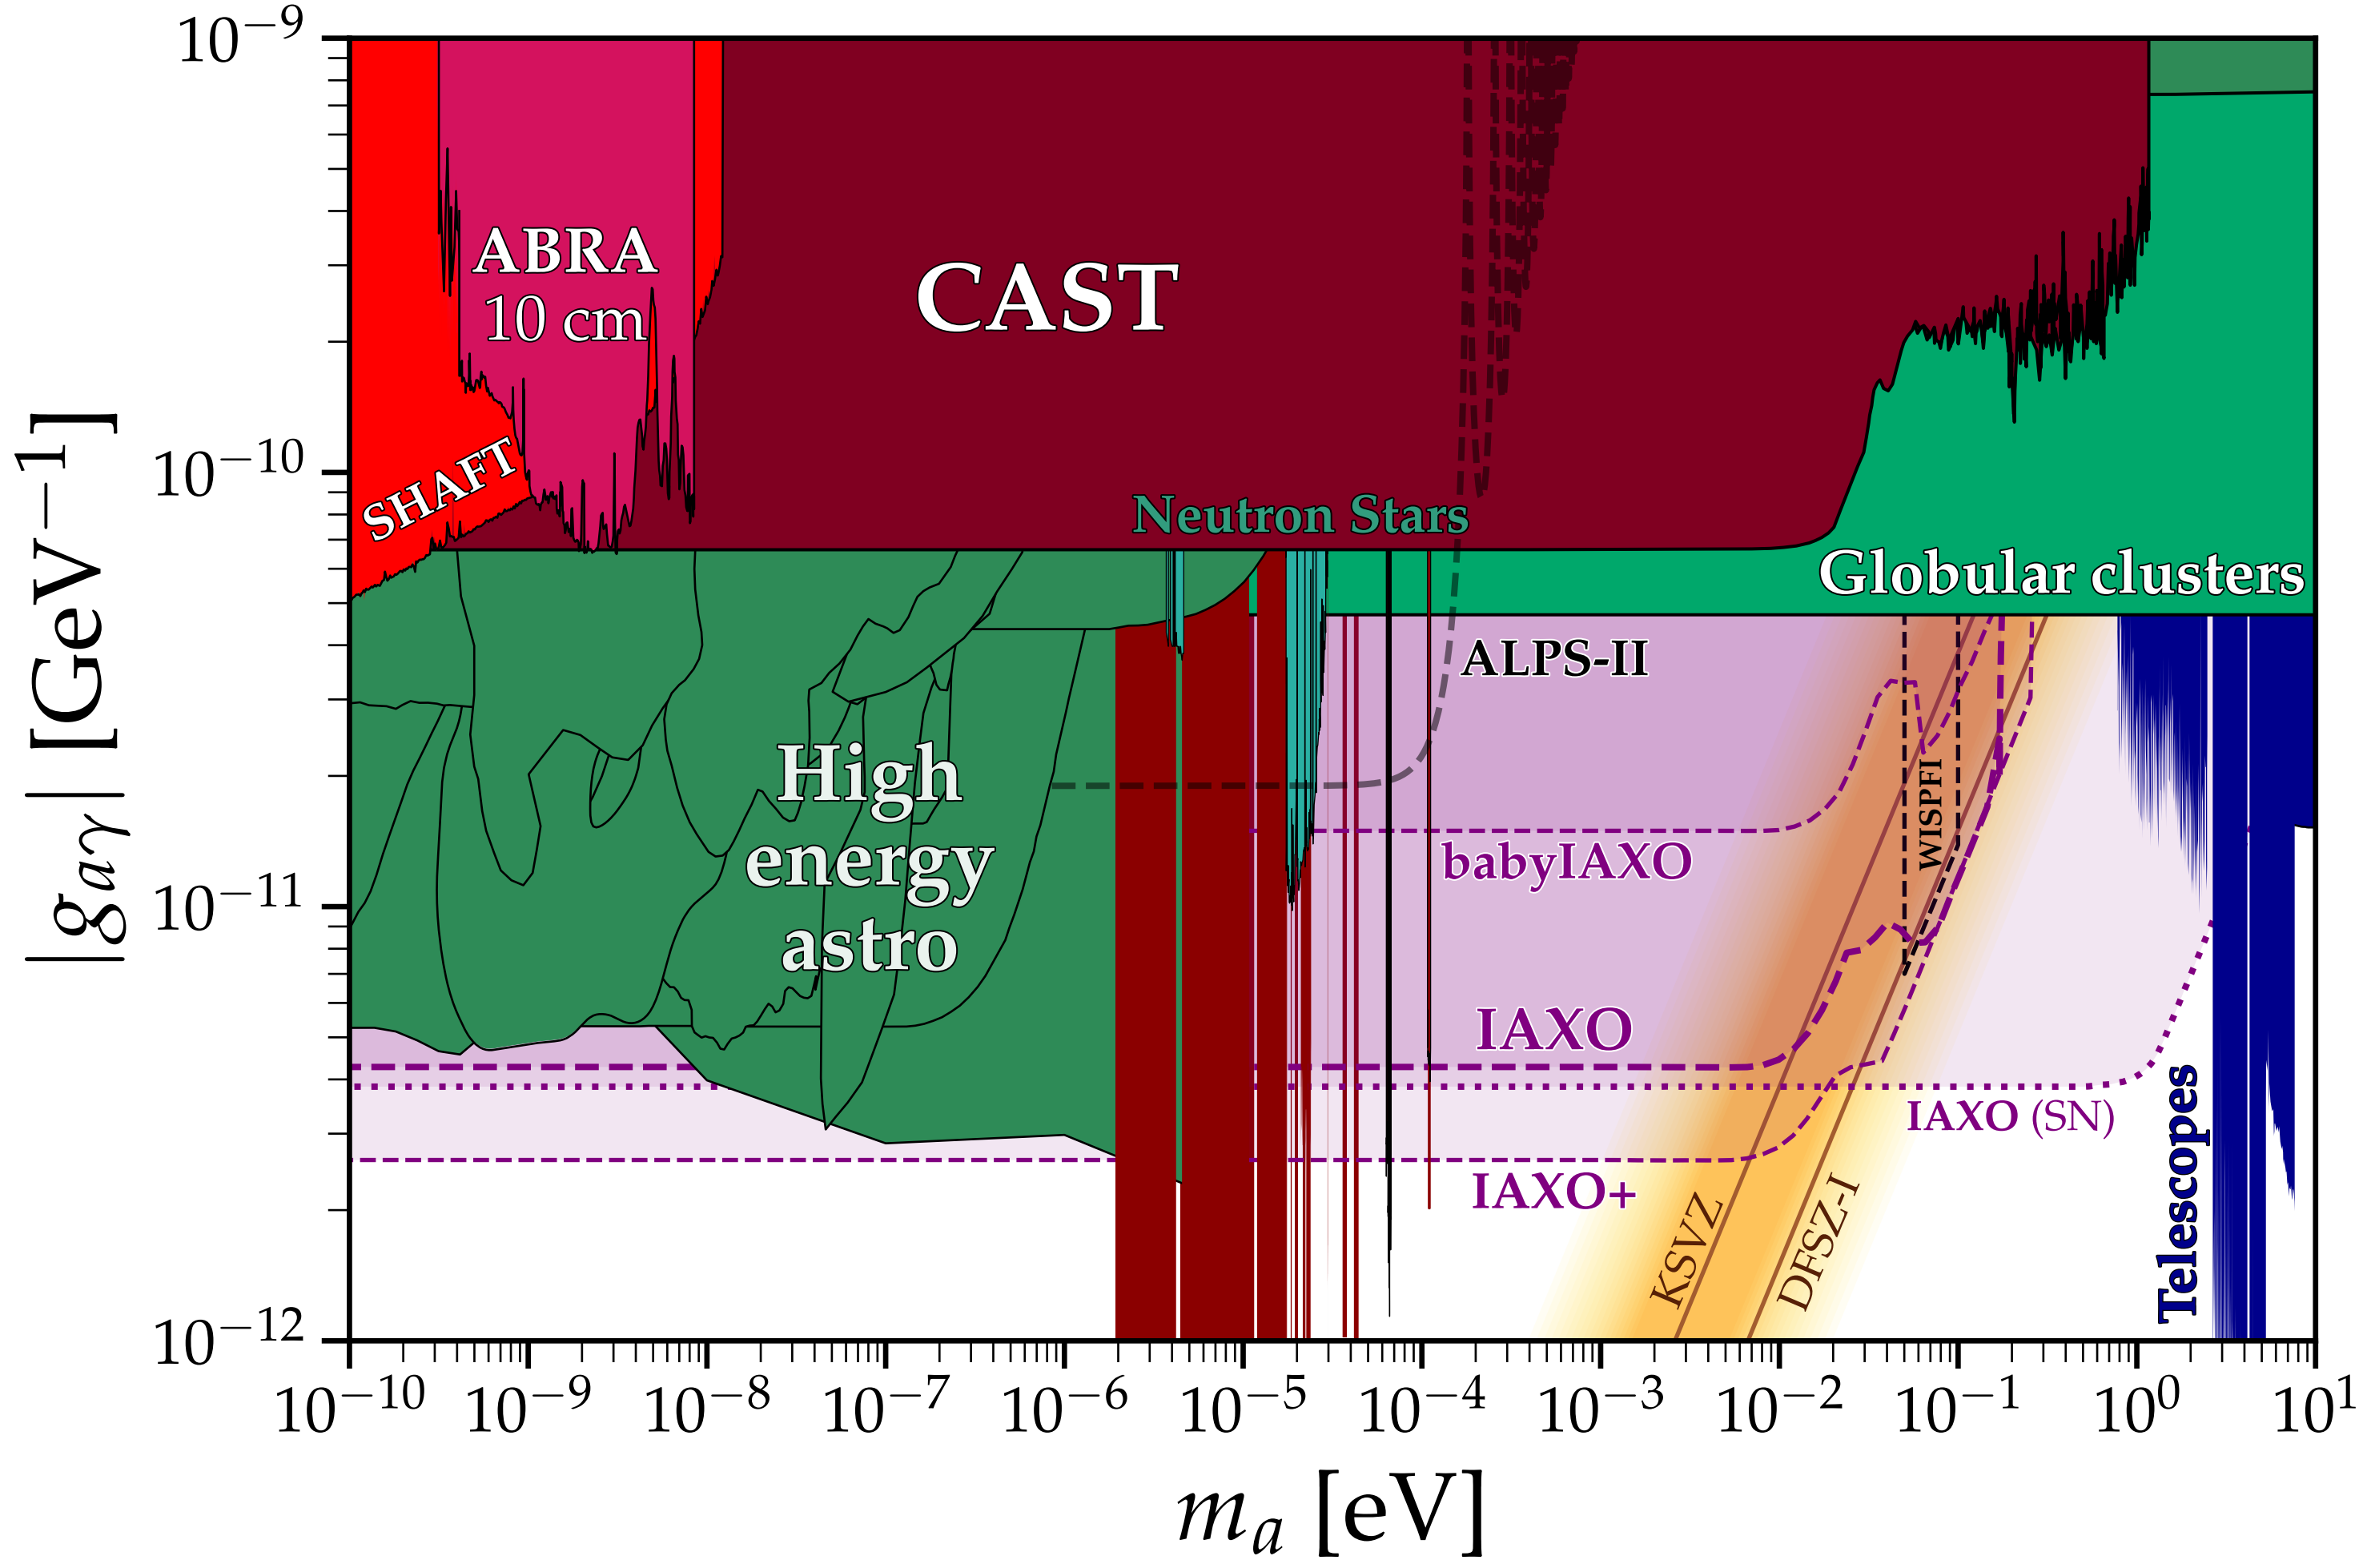 |g_{aγ}| [GeV^{−1}]
10^{−9}
10^{−10}
10^{−11}
10^{−12}
ABRA
10 cm
CAST
SHAFT
Neutron Stars
Globular clusters
ALPS-II
High
energy
astro
babyIAXO
WISPFI
IAXO
IAXO (SN)
IAXO+
KSVZ
DFSZ-I
Telescopes
10^{−10} 10^{−9} 10^{−8} 10^{−7} 10^{−6} 10^{−5} 10^{−4} 10^{−3} 10^{−2} 10^{−1} 10^{0} 10^{1}
m_a [eV]